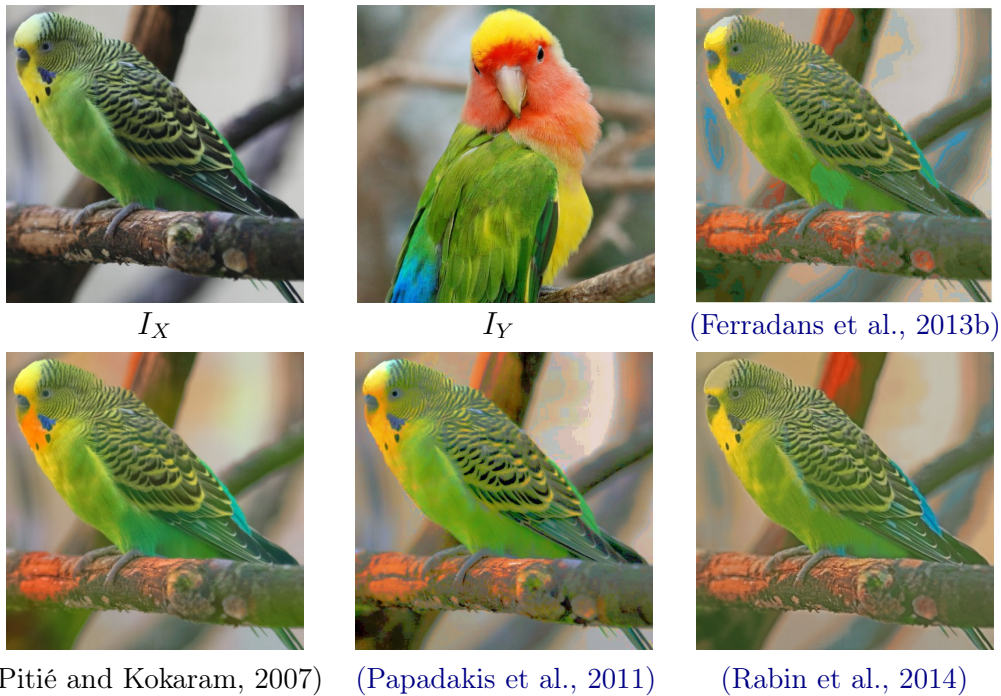 I_X I_Y (Ferradans et al., 2013b)
Pitié and Kokaram, 2007) (Papadakis et al., 2011) (Rabin et al., 2014)